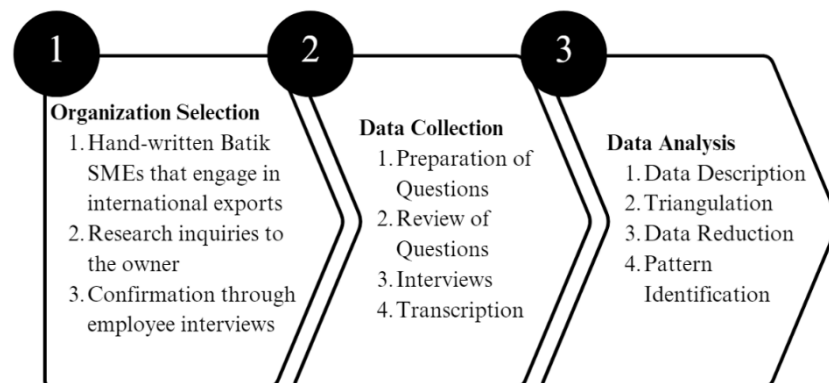 1
Organization Selection
1. Hand-written Batik
SMEs that engage in
international exports
2. Research inquiries to
the owner
3. Confirmation through
employee interviews
2
Data Collection
1. Preparation of
Questions
2. Review of
Questions
3. Interviews
4. Transcription
3
Data Analysis
1. Data Description
2. Triangulation
3. Data Reduction
4. Pattern
Identification